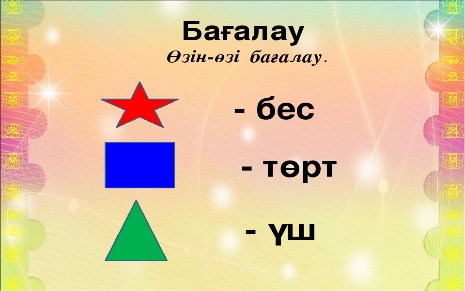 Бағалау
Өзін-өзі бағалау.
- бес
- төрт
- үш